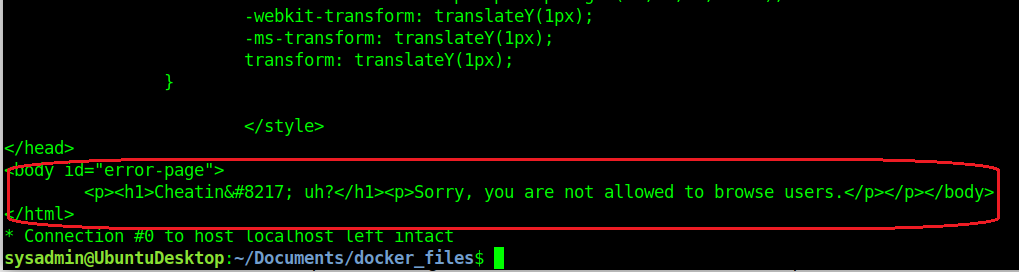 -webkit-transform: translateY(1px);
-ms-transform: translateY(1px);
transform: translateY(1px);
}
</style>
</head>
<body id="error-page">
<p><h1>Cheatin&#8217; uh?</h1><p>Sorry, you are not allowed to browse users.</p></p></body>
</html>
* Connection #0 to host localhost left intact
sysadmin@UbuntuDesktop:~/Documents/docker_files$